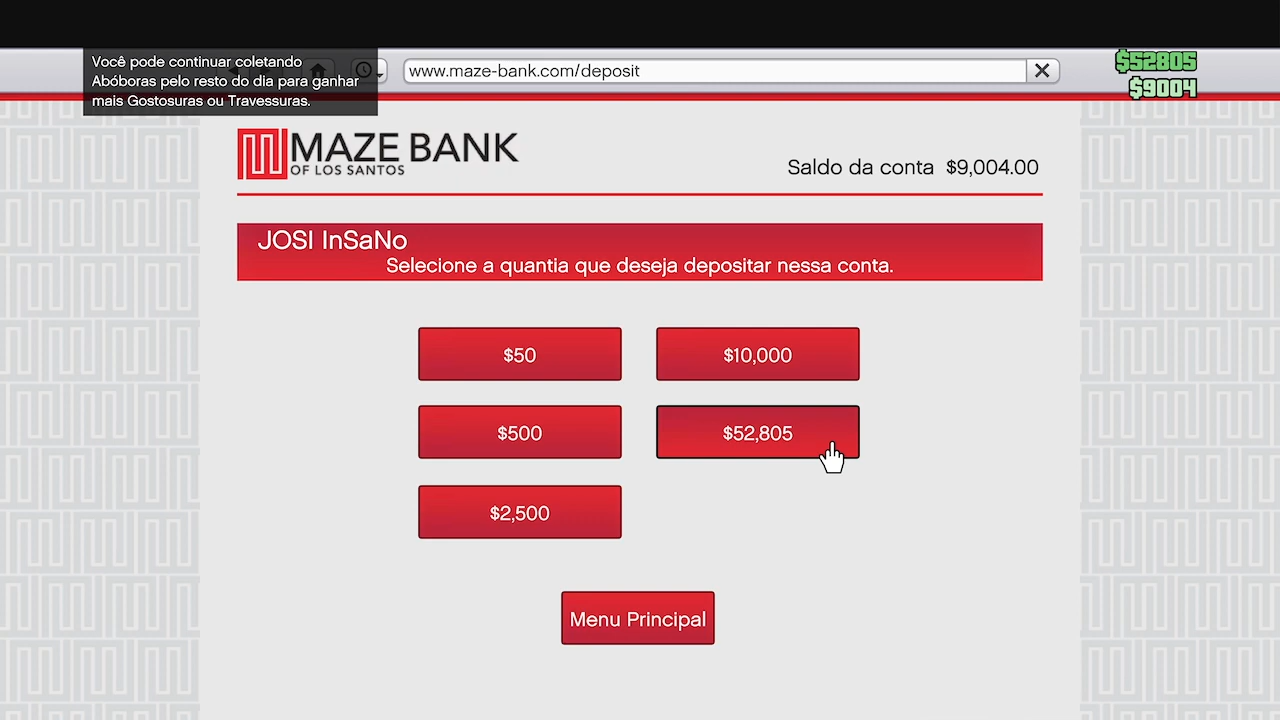 Você pode continuar coletando
Abóboras pelo resto do dia para ganhar
mais Gostosuras ou Travessuras.
www.maze-bank.com/deposit
$52805
$9004
MAZE BANK
OF LOS SANTOS
Saldo da conta $9,004.00
JOSI InSaNo
Selecione a quantia que deseja depositar nessa conta.
$50
$10,000
$500
$52,805
$2,500
Menu Principal